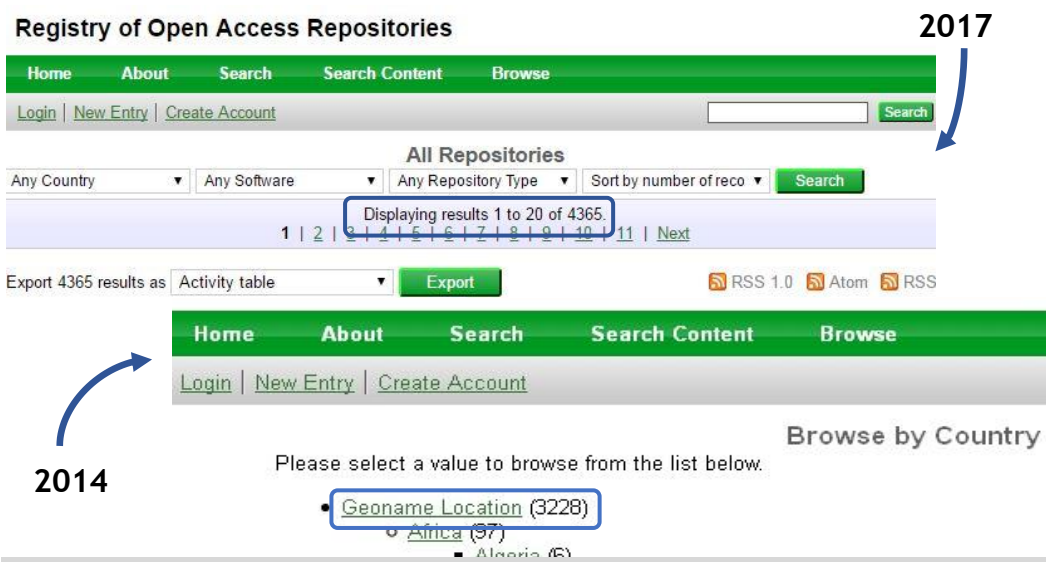 Registry of Open Access Repositories
2017
Home About Search Search Content Browse
Login | New Entry | Create Account Search
All Repositories
Any Country Any Software Any Repository Type Sort by number of reco Search
Displaying results 1 to 20 of 4365.
1 | 2 | 3 | 4 | 5 | 6 | 7 | 8 | 9 | 10 | 11 | Next
Export 4365 results as Activity table Export RSS 1.0 Atom RSS
Home About Search Search Content Browse
Login | New Entry | Create Account
Browse by Country
Please select a value to browse from the list below.
2014
• Geoname Location (3228)
o Africa (97)
▪ Algeria (6)